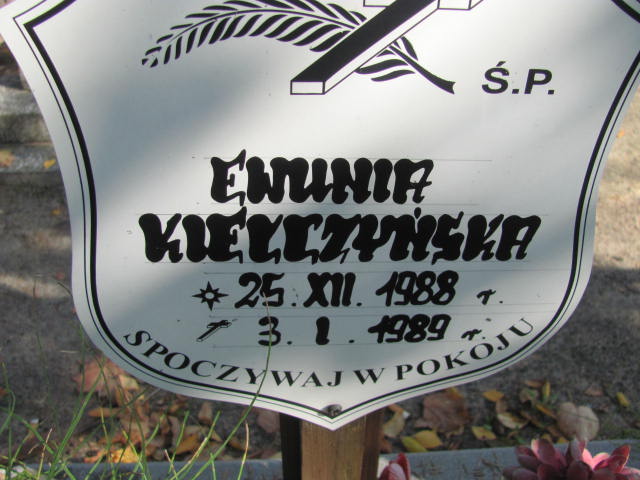 Ś.P.
EWUNIA
KIEŁCZYŃSKA
25. XII. 1988 r.
3. I. 1989 r.
SPOCZYWAJ W POKOJU